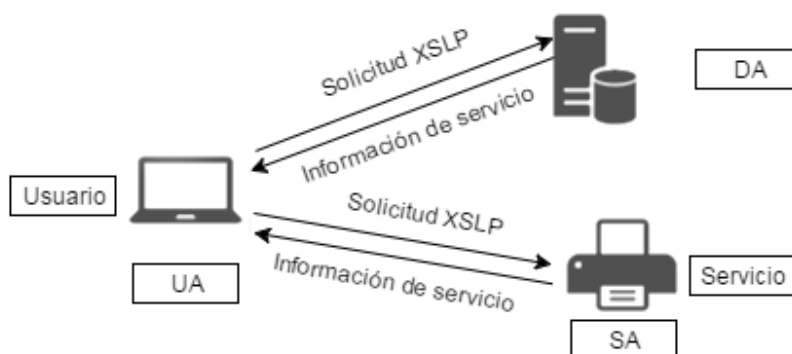 Solicitud XSLP
DA
Información de servicio
Usuario
Solicitud XSLP
Información de servicio
Servicio
UA
SA